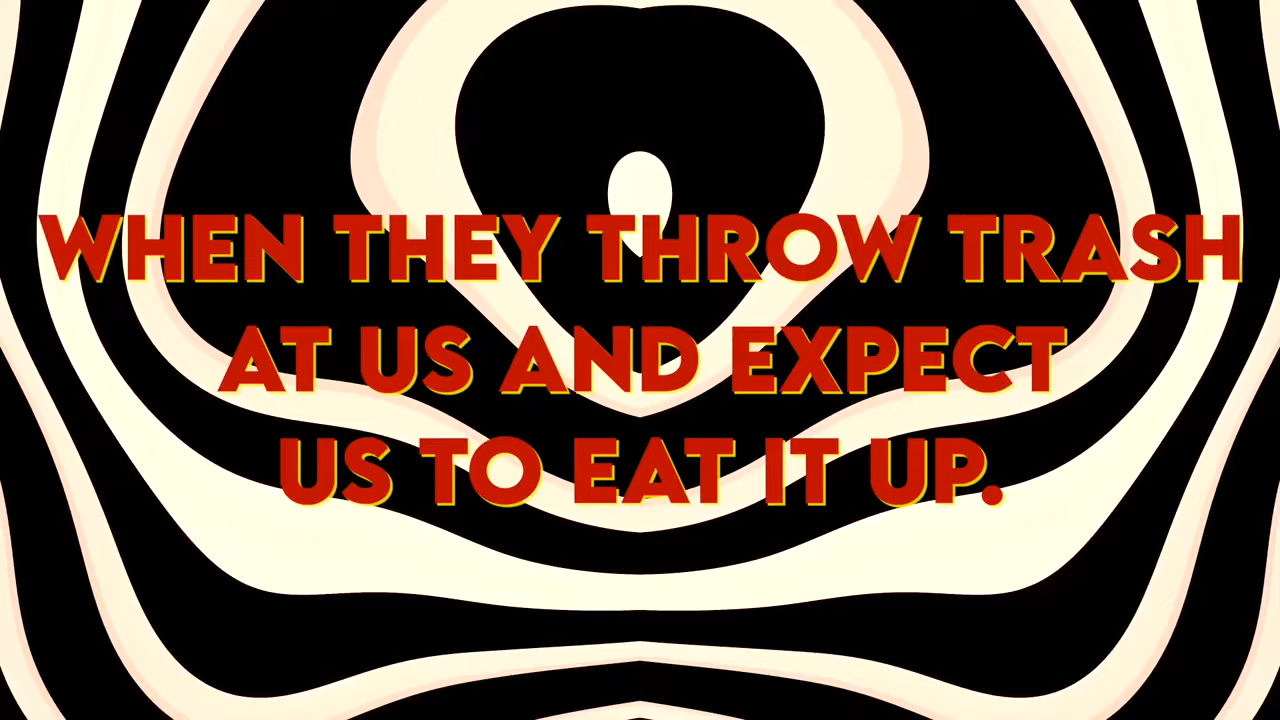 WHEN THEY THROW TRASH
AT US AND EXPECT
US TO EAT IT UP.